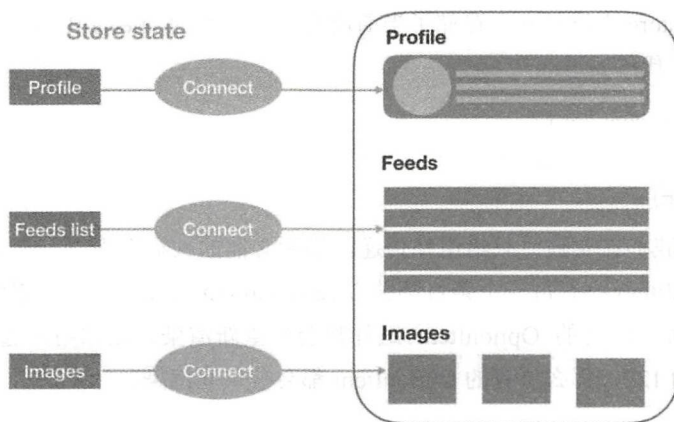 Store state
Profile
Profile
Connect
Feeds
Feeds list
Connect
Images
Images
Connect